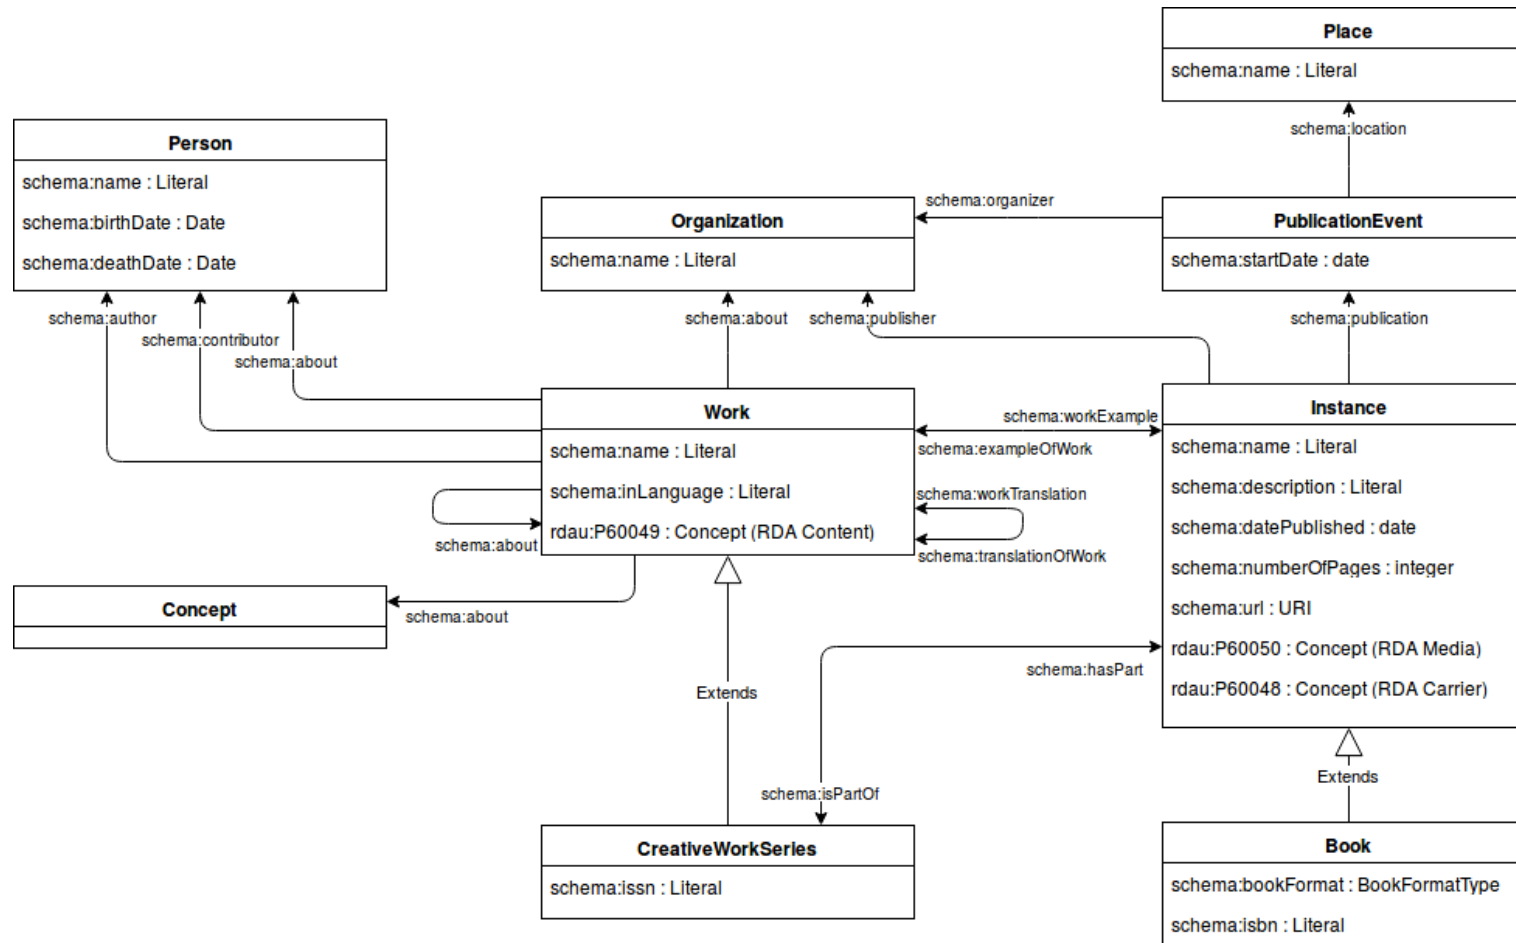 Place
schema:name : Literal
schema:location
Person
schema:name : Literal
schema:birthDate : Date
schema:deathDate : Date
schema:organizer
Organization
schema:name : Literal
PublicationEvent
schema:startDate : date
schema:author
schema:contributor
schema:about
schema:about
schema:publisher
schema:publication
Work
schema:name : Literal
schema:inLanguage : Literal
rdau:P60049 : Concept (RDA Content)
schema:workExample
schema:exampleOfWork
schema:workTranslation
schema:translationOfWork
schema:about
Instance
schema:name : Literal
schema:description : Literal
schema:datePublished : date
schema:numberOfPages : integer
schema:url : URI
rdau:P60050 : Concept (RDA Media)
rdau:P60048 : Concept (RDA Carrier)
Concept
schema:about
schema:hasPart
Extends
schema:isPartOf
Extends
CreativeWorkSeries
schema:issn : Literal
Book
schema:bookFormat : BookFormatType
schema:isbn : Literal